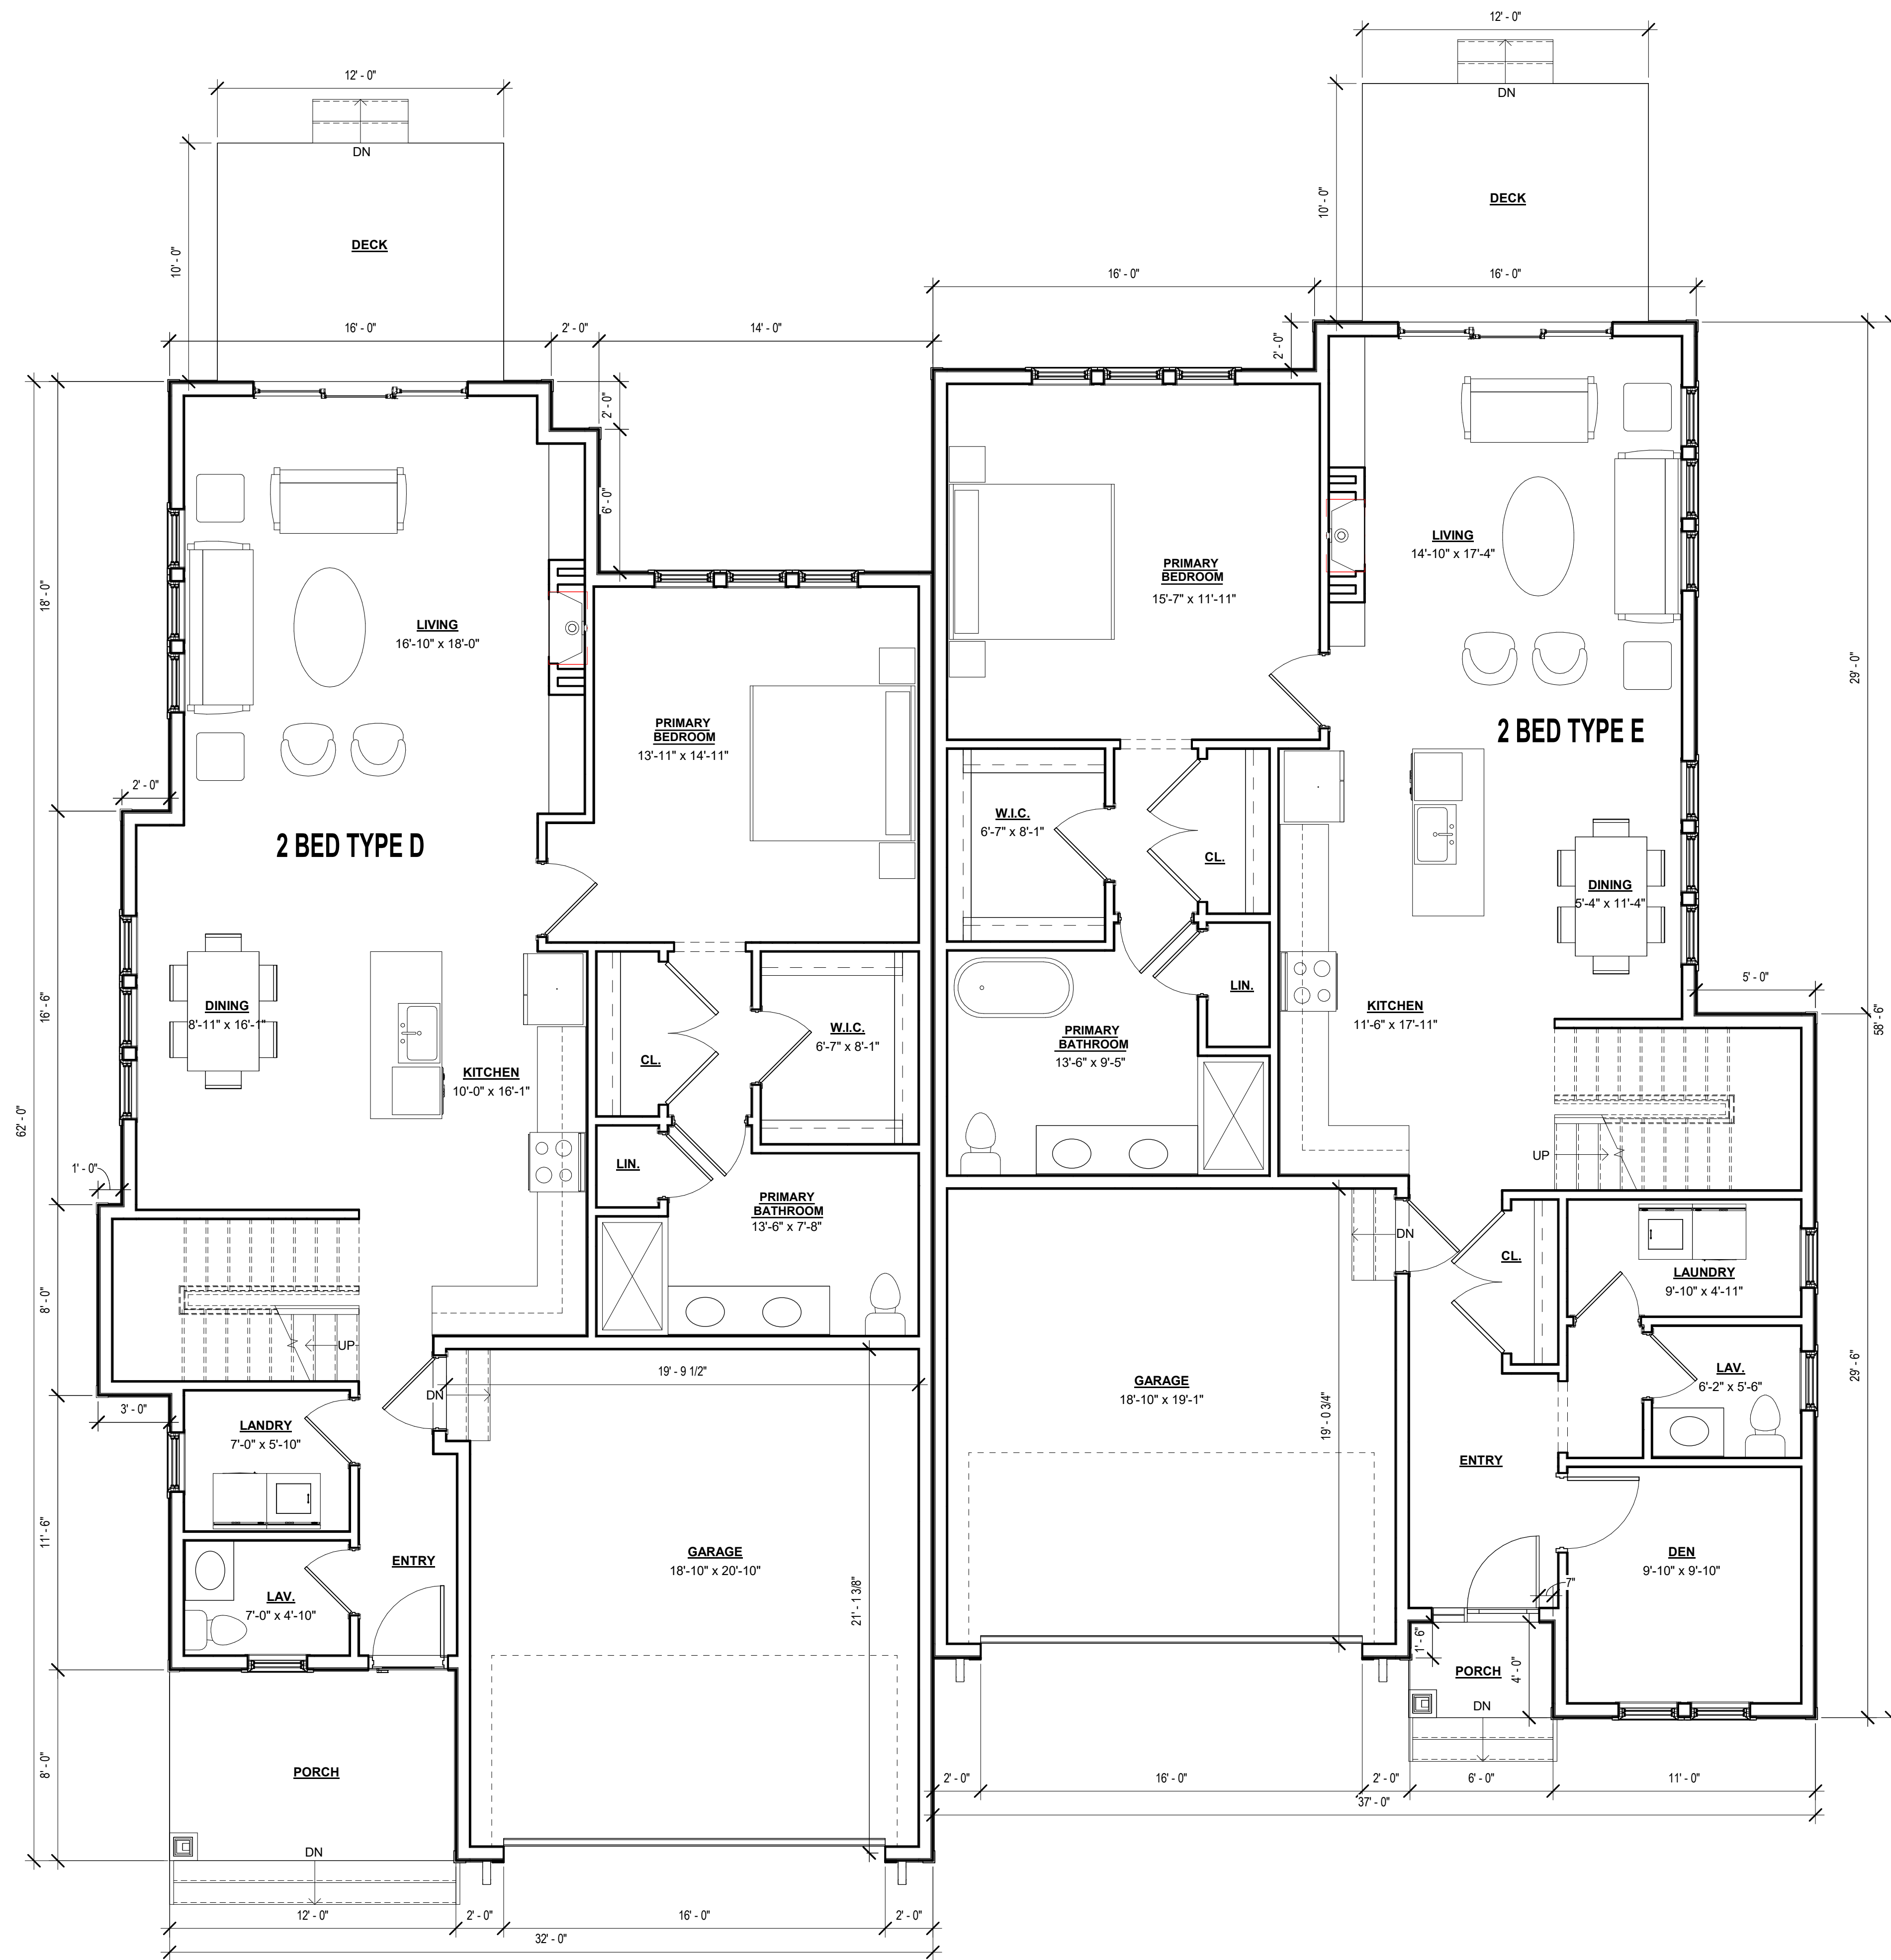 12' - 0"
DN
DECK
10' - 0"
16' - 0"
2' - 0"
14' - 0"
2' - 0"
6' - 0"
18' - 0"
LIVING
16'-10" x 18'-0"
PRIMARY
BEDROOM
13'-11" x 14'-11"
2' - 0"
2 BED TYPE D
16' - 6"
62' - 0"
DINING
8'-11" x 16'-1"
KITCHEN
10'-0" x 16'-1"
CL.
W.I.C.
6'-7" x 8'-1"
LIN.
PRIMARY
BATHROOM
13'-6" x 7'-8"
1' - 0"
8' - 0"
UP
DN
19' - 9 1/2"
3' - 0"
LANDRY
7'-0" x 5'-10"
11' - 6"
ENTRY
LAV.
7'-0" x 4'-10"
GARAGE
18'-10" x 20'-10"
21' - 1 3/8"
8' - 0"
PORCH
DN
12' - 0"
2' - 0"
16' - 0"
2' - 0"
32' - 0"
12' - 0"
DN
DECK
10' - 0"
16' - 0"
16' - 0"
2' - 0"
PRIMARY
BEDROOM
15'-7" x 11'-11"
LIVING
14'-10" x 17'-4"
29' - 0"
2 BED TYPE E
W.I.C.
6'-7" x 8'-1"
CL.
DINING
5'-4" x 11'-4"
LIN.
KITCHEN
11'-6" x 17'-11"
5' - 0"
58' - 6"
PRIMARY
BATHROOM
13'-6" x 9'-5"
UP
DN
CL.
LAUNDRY
9'-10" x 4'-11"
GARAGE
18'-10" x 19'-1"
19' - 0 3/4"
LAV.
6'-2" x 5'-6"
29' - 6"
ENTRY
DEN
9'-10" x 9'-10"
7"
1' - 6"
4' - 0"
PORCH
DN
2' - 0"
16' - 0"
2' - 0"
6' - 0"
11' - 0"
37' - 0"